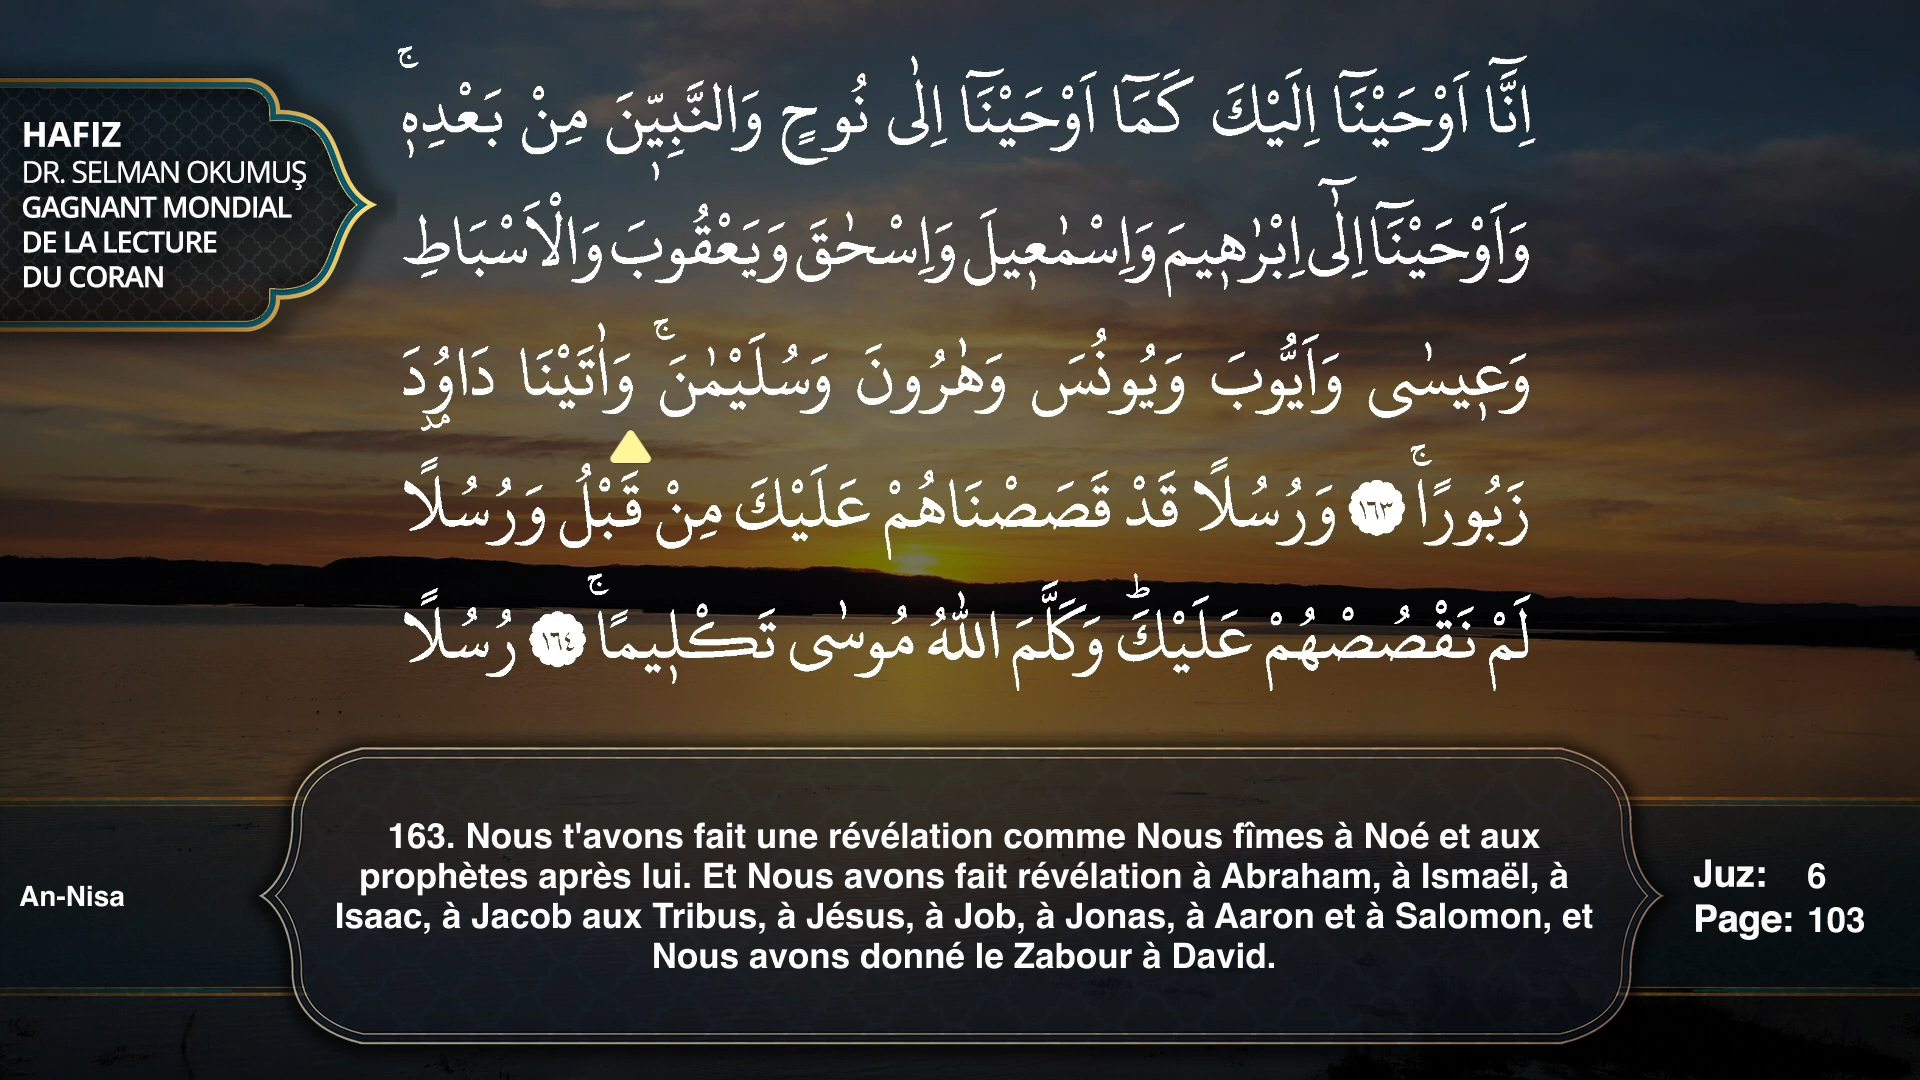 HAFIZ
DR. SELMAN OKUMUŞ
GAGNANT MONDIAL
DE LA LECTURE
DU CORAN
اِنَّٓا اَوْحَيْنَٓا اِلَيْكَ كَمَٓا اَوْحَيْنَٓا اِلٰى نُوحٍ وَالنَّبِيّ۪نَ مِنْ بَعْدِه۪ۚ
وَاَوْحَيْنَٓا اِلٰٓى اِبْرٰه۪يمَ وَاِسْمٰع۪يلَ وَاِسْحٰقَ وَيَعْقُوبَ وَالْاَسْبَاطِ
وَع۪يسٰى وَاَيُّوبَ وَيُونُسَ وَهٰرُونَ وَسُلَيْمٰنَۚ وَاٰتَيْنَا دَاوُ۫دَ
زَبُورًاۚ ١٦٣ وَرُسُلًا قَدْ قَصَصْنَاهُمْ عَلَيْكَ مِنْ قَبْلُ وَرُسُلًا
لَمْ نَقْصُصْهُمْ عَلَيْكَۜ وَكَلَّمَ اللّٰهُ مُوسٰى تَكْل۪يمًاۚ ١٦٤ رُسُلًا
163. Nous t'avons fait une révélation comme Nous fîmes à Noé et aux
prophètes après lui. Et Nous avons fait révélation à Abraham, à Ismaël, à
Isaac, à Jacob aux Tribus, à Jésus, à Job, à Jonas, à Aaron et à Salomon, et
Nous avons donné le Zabour à David.
An-Nisa
Juz: 6
Page: 103